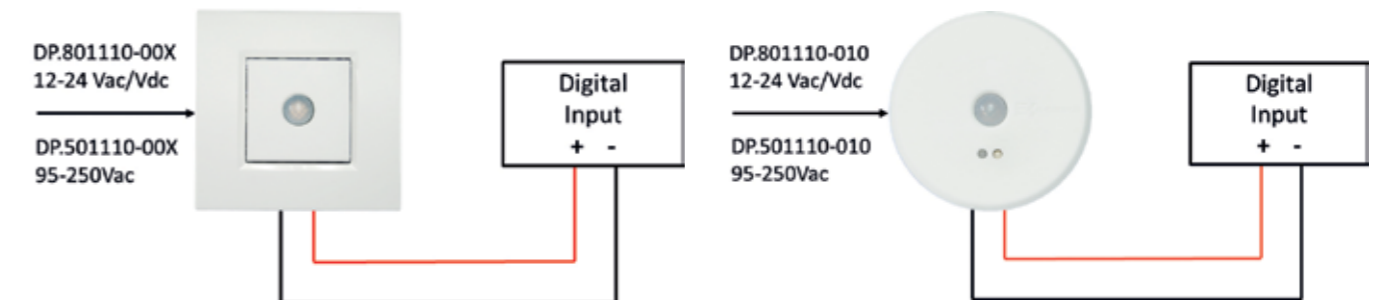 DP.801110-00X
12-24 Vac/Vdc
DP.501110-00X
95-250Vac
Digital
Input
+ -
DP.801110-010
12-24 Vac/Vdc
DP.501110-010
95-250Vac
Digital
Input
+ -